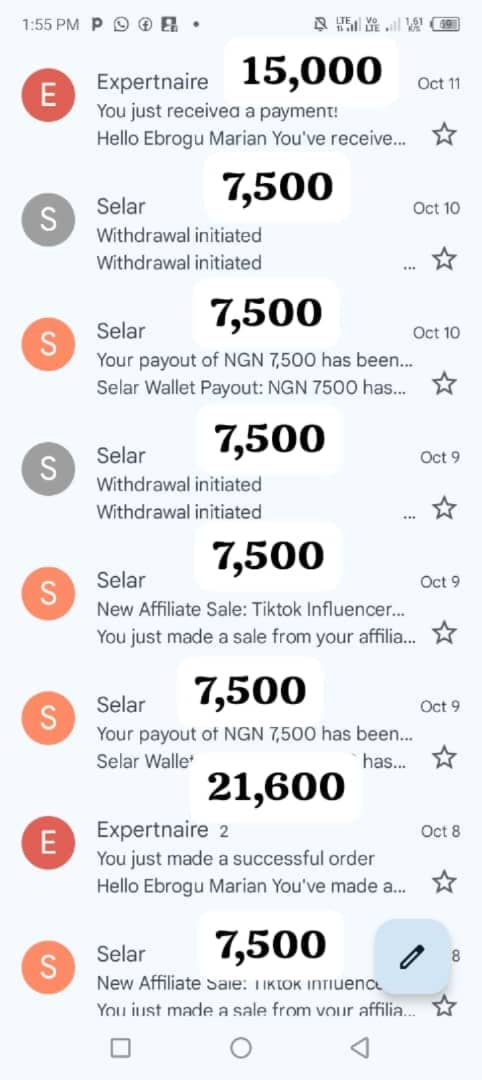 1:55 PM P LTE Vo LTE 1.61 K/S 69
15,000
E Expertnaire Oct 11
You just received a payment!
Hello Ebrogu Marian You've receive...
7,500
S Selar Oct 10
Withdrawal initiated
Withdrawal initiated ...
7,500
S Selar Oct 10
Your payout of NGN 7,500 has been...
Selar Wallet Payout: NGN 7500 has...
7,500
S Selar Oct 9
Withdrawal initiated
Withdrawal initiated ...
7,500
S Selar Oct 9
New Affiliate Sale: Tiktok Influencer...
You just made a sale from your affilia...
7,500
S Selar Oct 9
Your payout of NGN 7,500 has been...
Selar has...
21,600
E Expertnaire 2 Oct 8
You just made a successful order
Hello Ebrogu Marian You've made a...
7,500
S Selar 8
New Affiliate Sale: Tiktok
You just made a sale from your affilia...